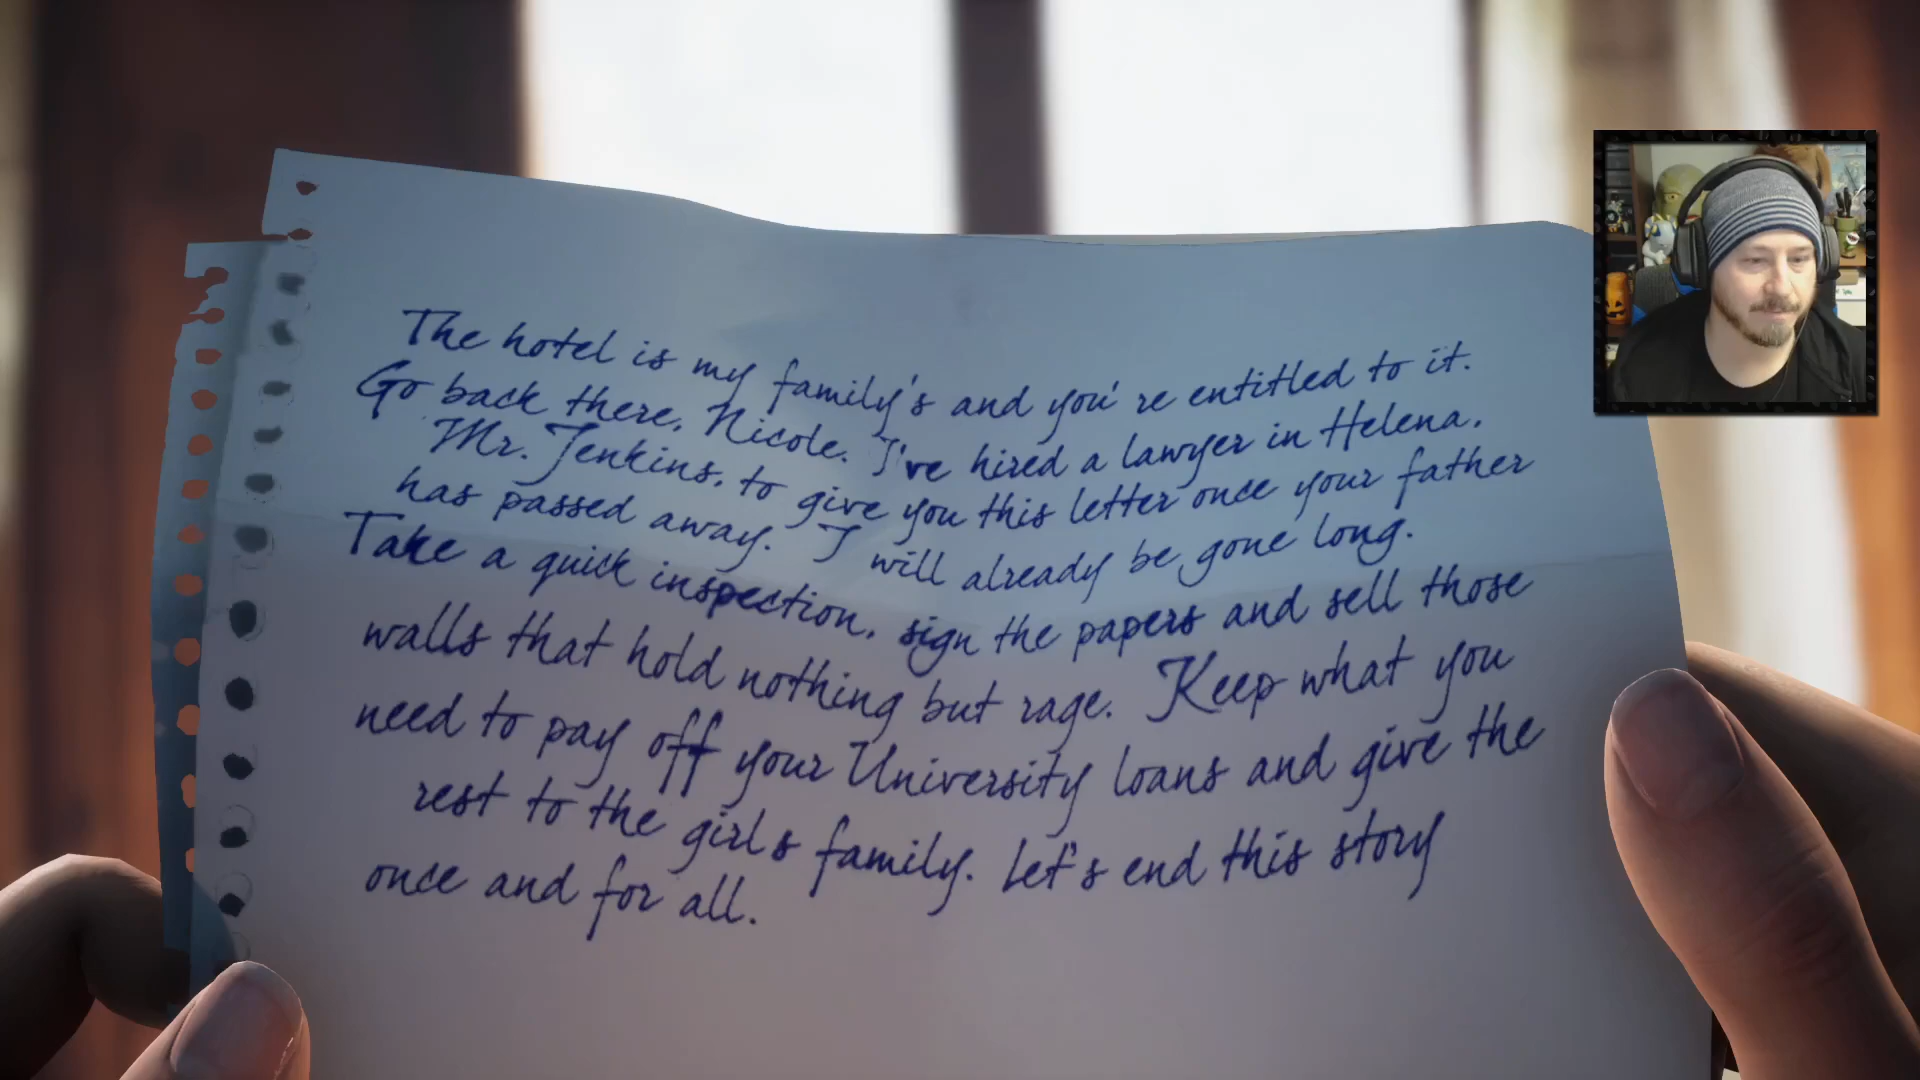 The hotel is my family's and you're entitled to it.
Go back there, Nicole. I've hired a lawyer in Helena,
Mr. Jenkins, to give you this letter once your father
has passed away. I will already be gone long.
Take a quick inspection, sign the papers and sell those
walls that hold nothing but rage. Keep what you
need to pay off your University loans and give the
rest to the girls family. Let's end this story
once and for all.